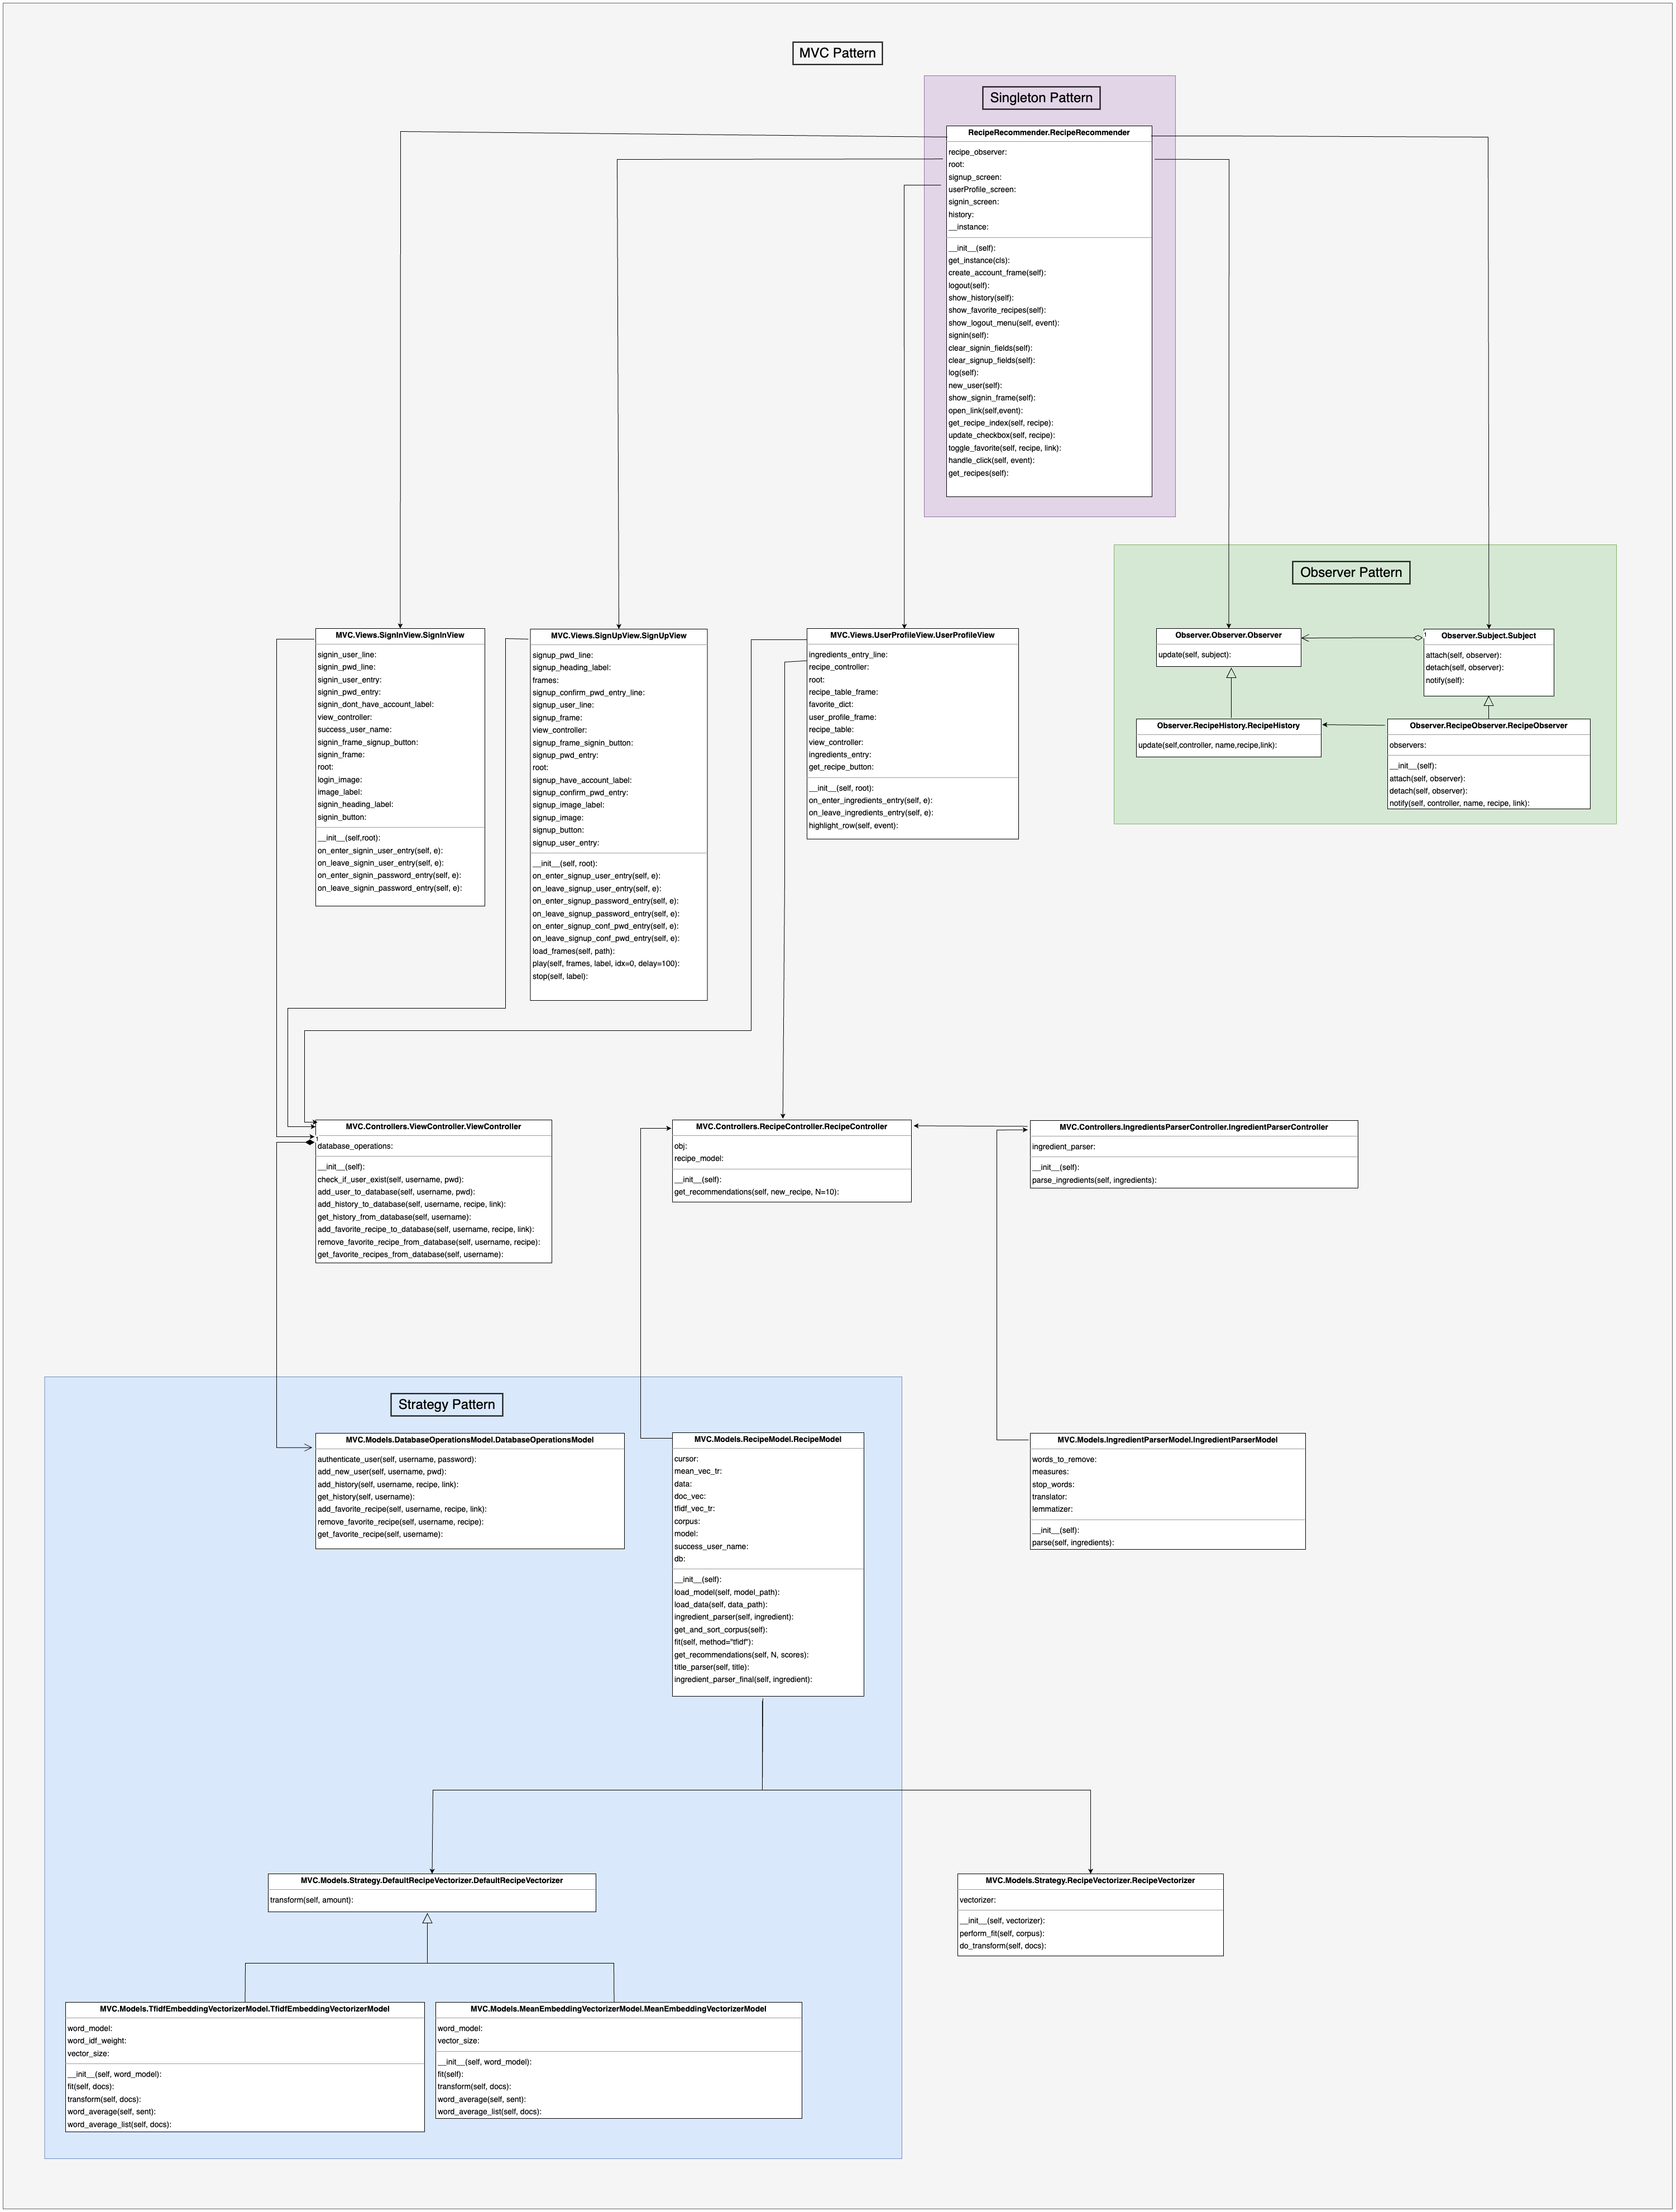 MVC Pattern
Singleton Pattern
RecipeRecommender.RecipeRecommender
recipe_observer:
root:
signup_screen:
userProfile_screen:
signin_screen:
history:
__instance:
__init__(self):
get_instance(cls):
create_account_frame(self):
logout(self):
show_history(self):
show_favorite_recipes(self):
show_logout_menu(self, event):
signin(self):
clear_signin_fields(self):
clear_signup_fields(self):
log(self):
new_user(self):
show_signin_frame(self):
open_link(self,event):
get_recipe_index(self, recipe):
update_checkbox(self, recipe):
toggle_favorite(self, recipe, link):
handle_click(self, event):
get_recipes(self):
Observer Pattern
MVC.Views.SignInView.SignInView
signin_user_line:
signin_pwd_line:
signin_user_entry:
signin_pwd_entry:
signin_dont_have_account_label:
view_controller:
success_user_name:
signin_frame_signup_button:
signin_frame:
root:
login_image:
image_label:
signin_heading_label:
signin_button:
__init__(self,root):
on_enter_signin_user_entry(self, e):
on_leave_signin_user_entry(self, e):
on_enter_signin_password_entry(self, e):
on_leave_signin_password_entry(self, e):
MVC.Views.SignUpView.SignUpView
signup_pwd_line:
signup_heading_label:
frames:
signup_confirm_pwd_entry_line:
signup_user_line:
signup_frame:
view_controller:
signup_frame_signin_button:
signup_pwd_entry:
root:
signup_have_account_label:
signup_confirm_pwd_entry:
signup_image_label:
signup_image:
signup_button:
signup_user_entry:
__init__(self, root):
on_enter_signup_user_entry(self, e):
on_leave_signup_user_entry(self, e):
on_enter_signup_password_entry(self, e):
on_leave_signup_password_entry(self, e):
on_enter_signup_conf_pwd_entry(self, e):
on_leave_signup_conf_pwd_entry(self, e):
load_frames(self, path):
play(self, frames, label, idx=0, delay=100):
stop(self, label):
MVC.Views.UserProfileView.UserProfileView
ingredients_entry_line:
recipe_controller:
root:
recipe_table_frame:
favorite_dict:
user_profile_frame:
recipe_table:
view_controller:
ingredients_entry:
get_recipe_button:
__init__(self, root):
on_enter_ingredients_entry(self, e):
on_leave_ingredients_entry(self, e):
highlight_row(self, event):
Observer.Observer.Observer
update(self, subject):
1
Observer.Subject.Subject
attach(self, observer):
detach(self, observer):
notify(self):
Observer.RecipeHistory.RecipeHistory
update(self,controller, name,recipe,link):
Observer.RecipeObserver.RecipeObserver
observers:
__init__(self):
attach(self, observer):
detach(self, observer):
notify(self, controller, name, recipe, link):
MVC.Controllers.ViewController.ViewController
1
database_operations:
__init__(self):
check_if_user_exist(self, username, pwd):
add_user_to_database(self, username, pwd):
add_history_to_database(self, username, recipe, link):
get_history_from_database(self, username):
add_favorite_recipe_to_database(self, username, recipe, link):
remove_favorite_recipe_from_database(self, username, recipe):
get_favorite_recipes_from_database(self, username):
MVC.Controllers.RecipeController.RecipeController
obj:
recipe_model:
__init__(self):
get_recommendations(self, new_recipe, N=10):
MVC.Controllers.IngredientsParserController.IngredientParserController
ingredient_parser:
__init__(self):
parse_ingredients(self, ingredients):
Strategy Pattern
MVC.Models.DatabaseOperationsModel.DatabaseOperationsModel
authenticate_user(self, username, password):
add_new_user(self, username, pwd):
add_history(self, username, recipe, link):
get_history(self, username):
add_favorite_recipe(self, username, recipe, link):
remove_favorite_recipe(self, username, recipe):
get_favorite_recipe(self, username):
MVC.Models.RecipeModel.RecipeModel
cursor:
mean_vec_tr:
data:
doc_vec:
tfidf_vec_tr:
corpus:
model:
success_user_name:
db:
__init__(self):
load_model(self, model_path):
load_data(self, data_path):
ingredient_parser(self, ingredient):
get_and_sort_corpus(self):
fit(self, method="tfidf"):
get_recommendations(self, N, scores):
title_parser(self, title):
ingredient_parser_final(self, ingredient):
MVC.Models.IngredientParserModel.IngredientParserModel
words_to_remove:
measures:
stop_words:
translator:
lemmatizer:
__init__(self):
parse(self, ingredients):
MVC.Models.Strategy.DefaultRecipeVectorizer.DefaultRecipeVectorizer
transform(self, amount):
MVC.Models.Strategy.RecipeVectorizer.RecipeVectorizer
vectorizer:
__init__(self, vectorizer):
perform_fit(self, corpus):
do_transform(self, docs):
MVC.Models.TfidfEmbeddingVectorizerModel.TfidfEmbeddingVectorizerModel
word_model:
word_idf_weight:
vector_size:
__init__(self, word_model):
fit(self, docs):
transform(self, docs):
word_average(self, sent):
word_average_list(self, docs):
MVC.Models.MeanEmbeddingVectorizerModel.MeanEmbeddingVectorizerModel
word_model:
vector_size:
__init__(self, word_model):
fit(self):
transform(self, docs):
word_average(self, sent):
word_average_list(self, docs):